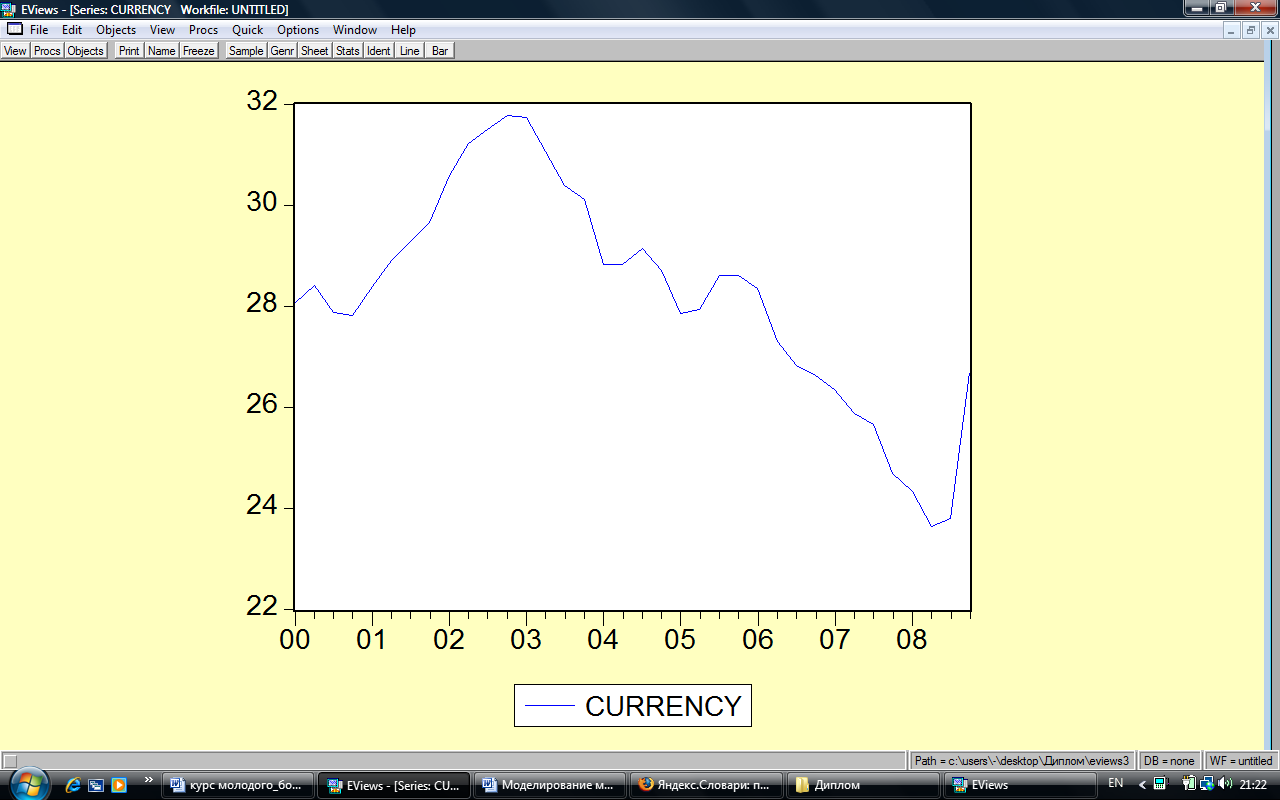 EViews - [Series: CURRENCY Workfile: UNTITLED]
File Edit Objects View Procs Quick Options Window Help
View Procs Objects Print Name Freeze Sample Genr Sheet Stats Ident Line Bar
32
30
28
26
24
22
00 01 02 03 04 05 06 07 08
CURRENCY
Path = c:\users\-\desktop\Диплом\eviews3 DB = none WF = untitled
курс молодого_бо... EViews - [Series: CU... Моделирование м... Яндекс.Словари: п... Диплом EViews EN 21:22